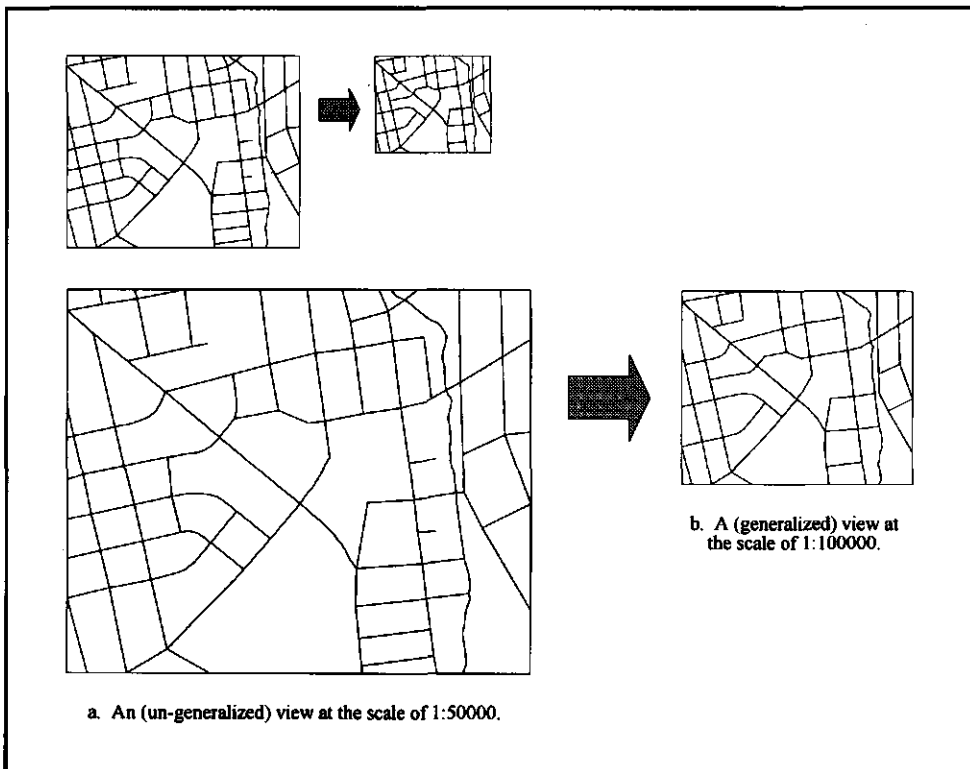 b. A (generalized) view at
the scale of 1:100000.
a. An (un-generalized) view at the scale of 1:50000.